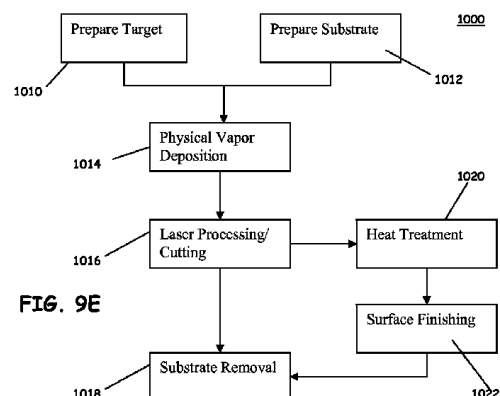 Prepare Target
Prepare Substrate
1000
1010
1012
Physical Vapor
Deposition
1014
1020
Laser Processing/
Cutting
Heat Treatment
1016
FIG. 9E
Surface Finishing
Substrate Removal
1018
1022